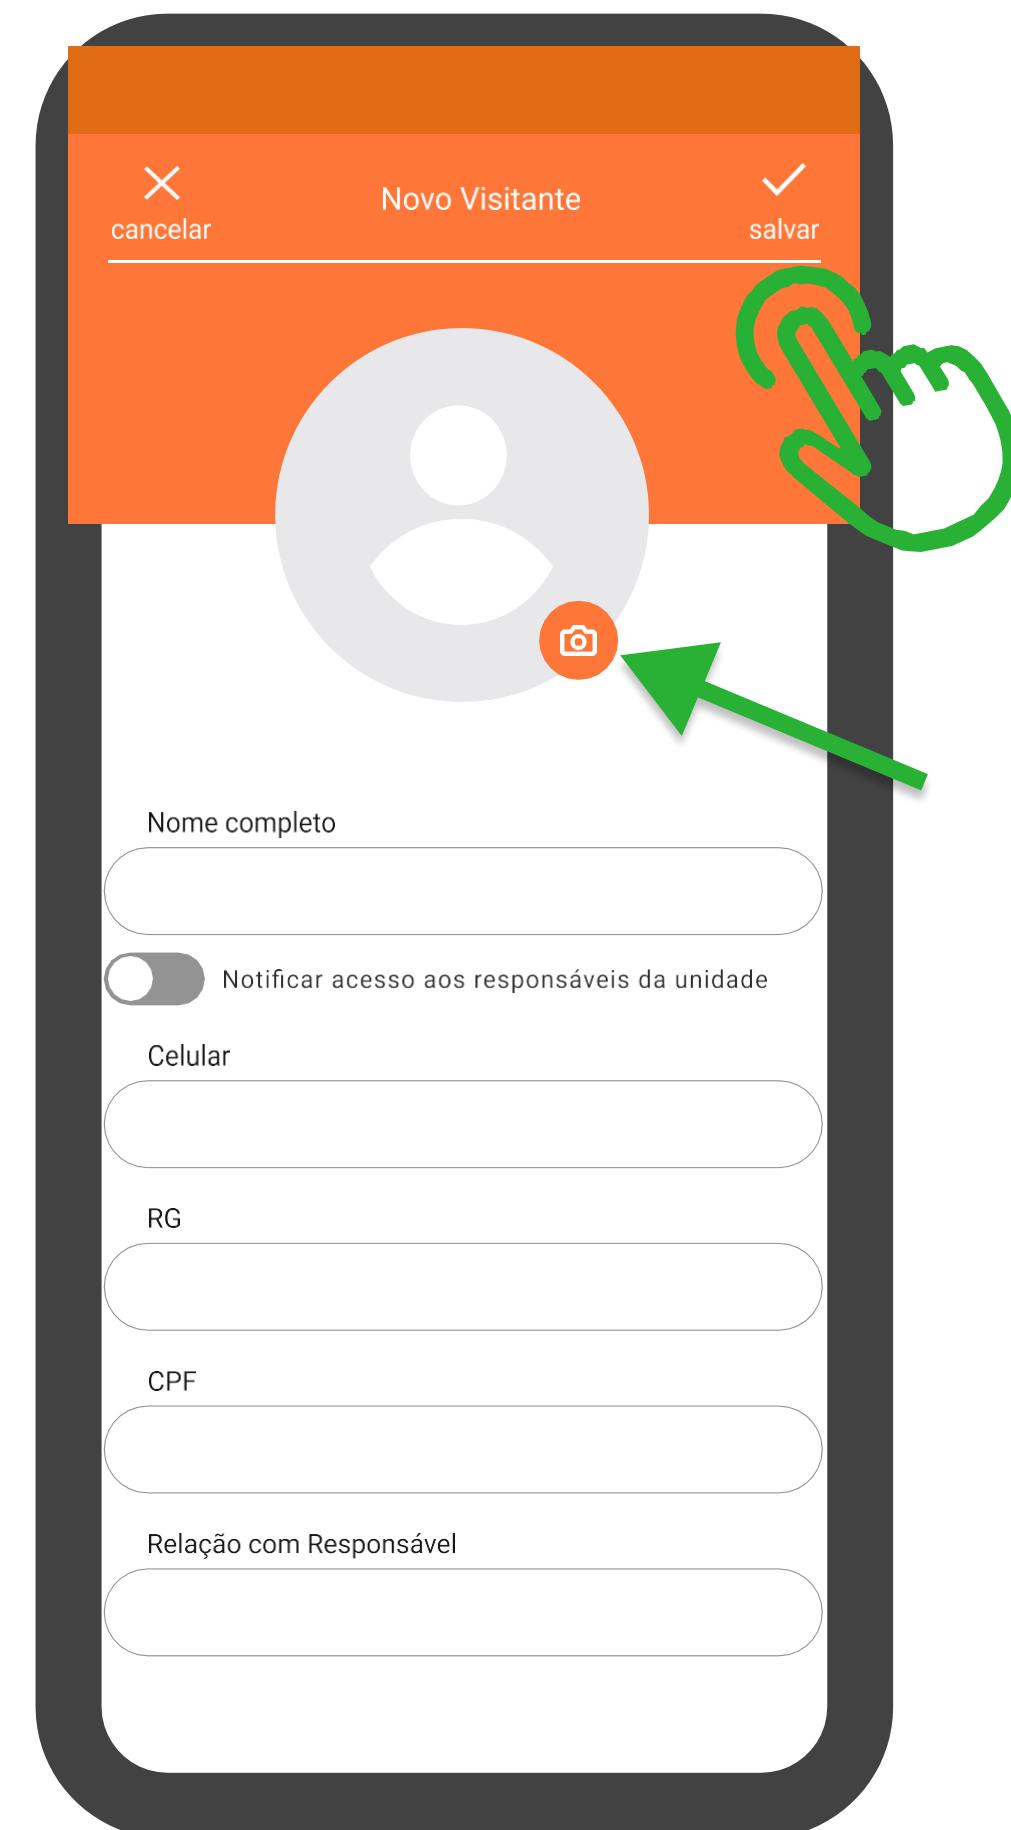 cancelar
Novo Visitante
salvar
Nome completo
Notificar acesso aos responsáveis da unidade
Celular
RG
CPF
Relação com Responsável